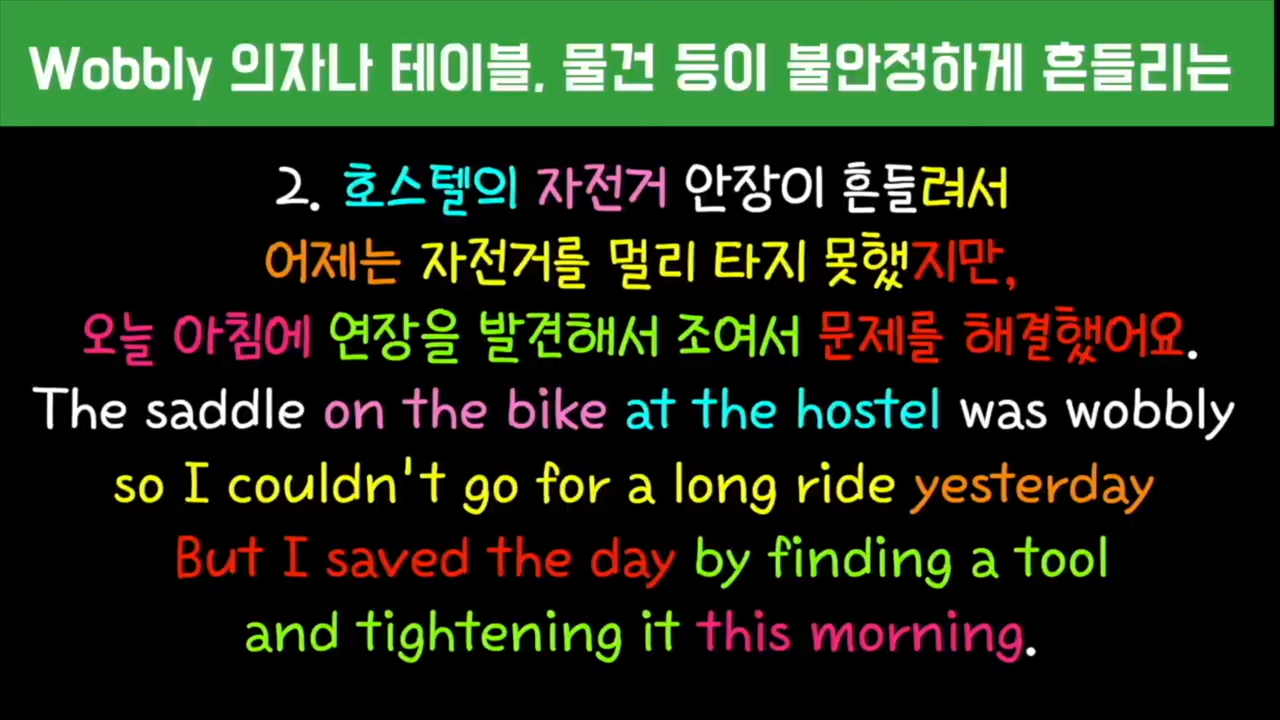 Wobbly 의자나 테이블, 물건 등이 불안정하게 흔들리는
2. 호스텔의 자전거 안장이 흔들려서
어제는 자전거를 멀리 타지 못했지만,
오늘 아침에 연장을 발견해서 조여서 문제를 해결했어요.
The saddle on the bike at the hostel was wobbly
so I couldn't go for a long ride yesterday
But I saved the day by finding a tool
and tightening it this morning.